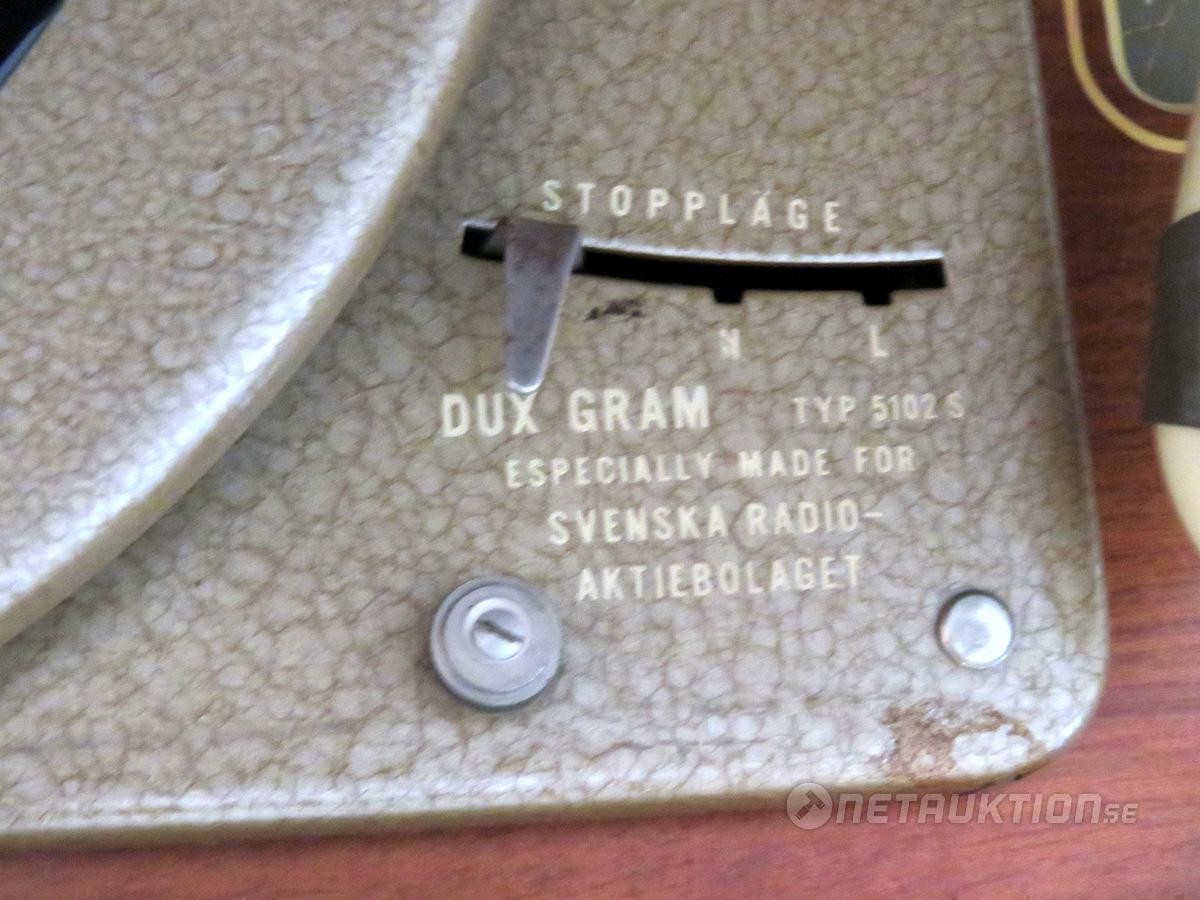 STOPPLÄGE
N L
DUX GRAM TYP 5102 S
ESPECIALLY MADE FOR
SVENSKA RADIO-
AKTIEBOLAGET
NETAUKTION.SE